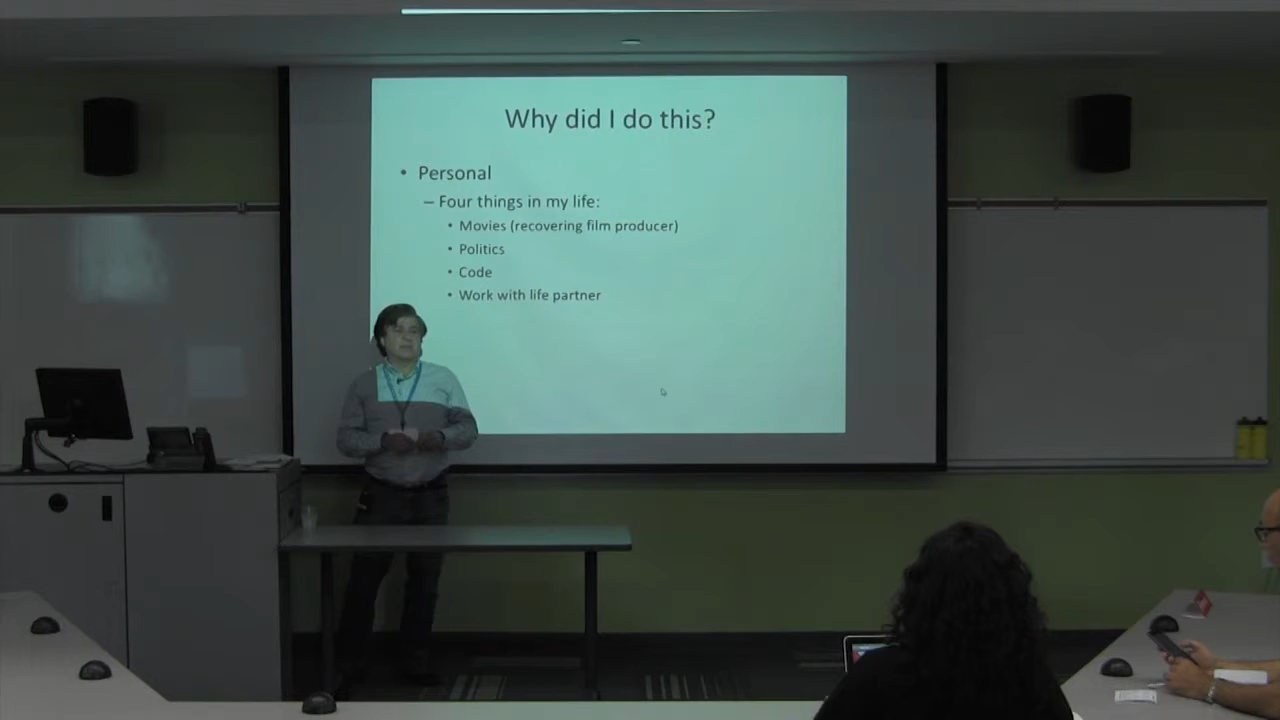 Why did I do this?
• Personal
– Four things in my life:
• Movies (recovering film producer)
• Politics
• Code
• Work with life partner